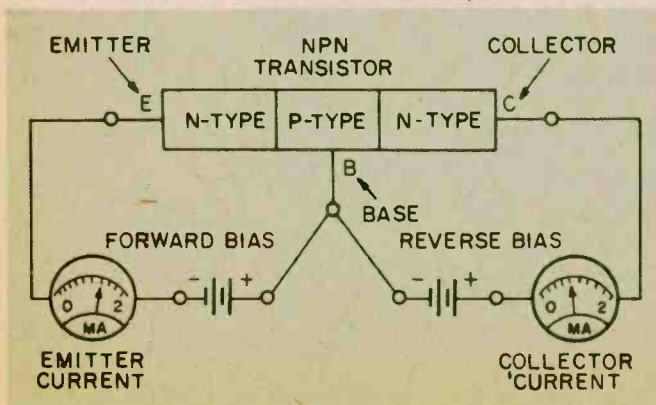 EMITTER
NPN
TRANSISTOR
COLLECTOR
E
N-TYPE
P-TYPE
N-TYPE
C
B
BASE
FORWARD BIAS
REVERSE BIAS
- +
- +
0 2
MA
0 2
MA
EMITTER
CURRENT
COLLECTOR
CURRENT